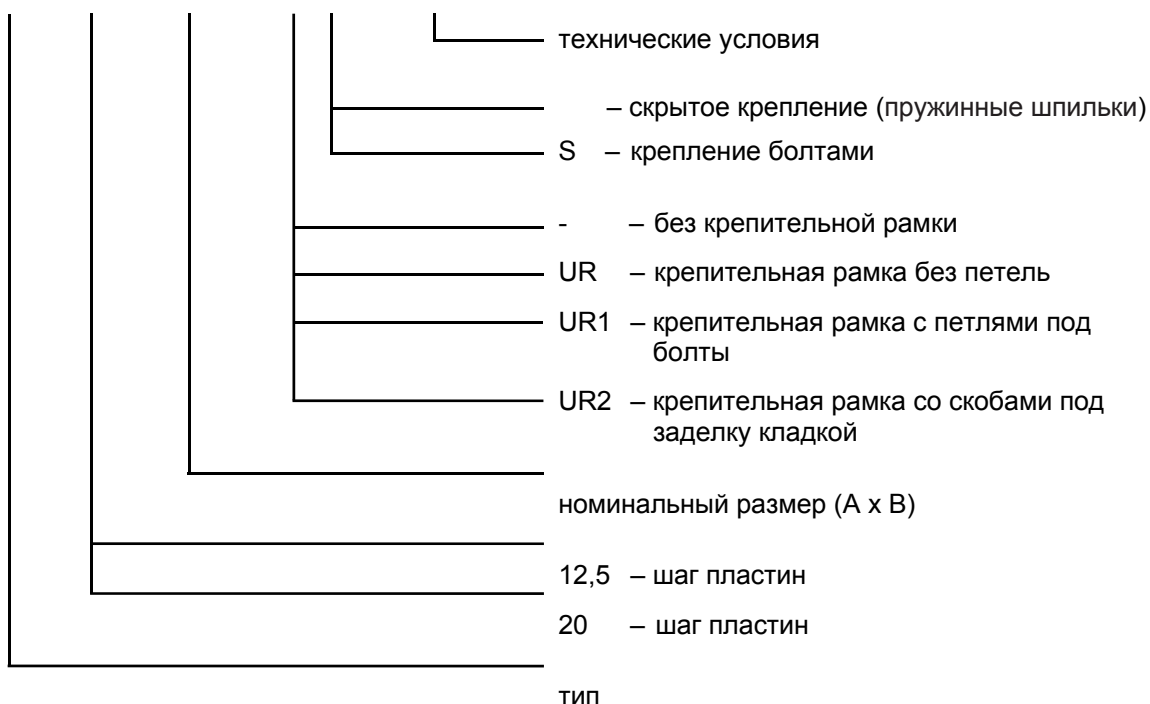 технические условия
– скрытое крепление (пружинные шпильки)
S – крепление болтами
- – без крепительной рамки
UR – крепительная рамка без петель
UR1 – крепительная рамка с петлями под
болты
UR2 – крепительная рамка со скобами под
заделку кладкой
номинальный размер (A x B)
12,5 – шаг пластин
20 – шаг пластин
тип